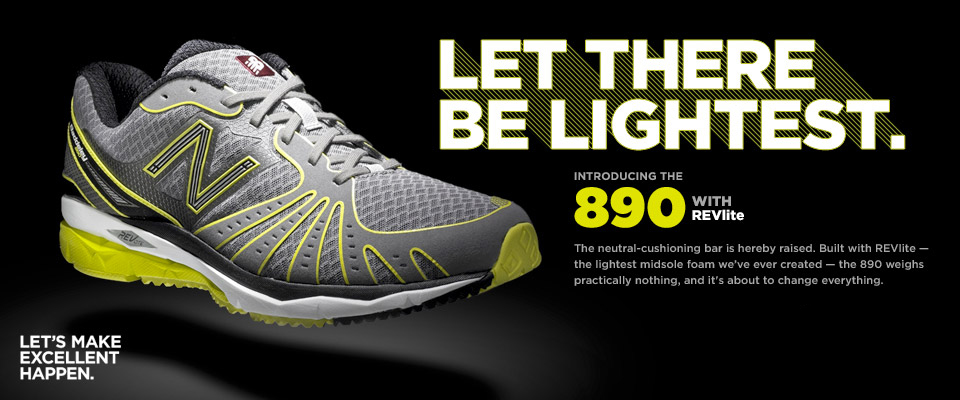 LET THERE
BE LIGHTEST.
INTRODUCING THE
890 WITH REVlite
The neutral-cushioning bar is hereby raised. Built with REVlite —
the lightest midsole foam we've ever created — the 890 weighs
practically nothing, and it's about to change everything.
N
REV
LET'S MAKE
EXCELLENT
HAPPEN.